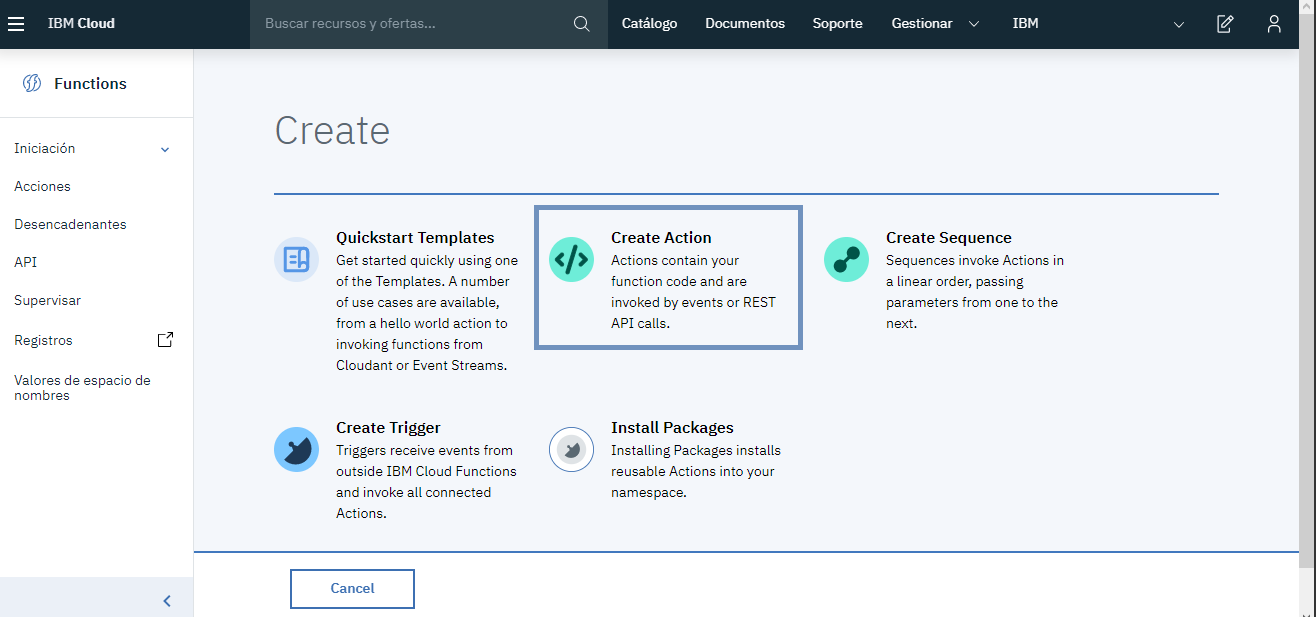 IBM Cloud
Buscar recursos y ofertas...
Catálogo
Documentos
Soporte
Gestionar
IBM
Functions
Iniciación
Acciones
Desencadenantes
API
Supervisar
Registros
Valores de espacio de
nombres
Create
Quickstart Templates
Get started quickly using one
of the Templates. A number
of use cases are available,
from a hello world action to
invoking functions from
Cloudant or Event Streams.
Create Action
Actions contain your
function code and are
invoked by events or REST
API calls.
Create Sequence
Sequences invoke Actions in
a linear order, passing
parameters from one to the
next.
Create Trigger
Triggers receive events from
outside IBM Cloud Functions
and invoke all connected
Actions.
Install Packages
Installing Packages installs
reusable Actions into your
namespace.
Cancel